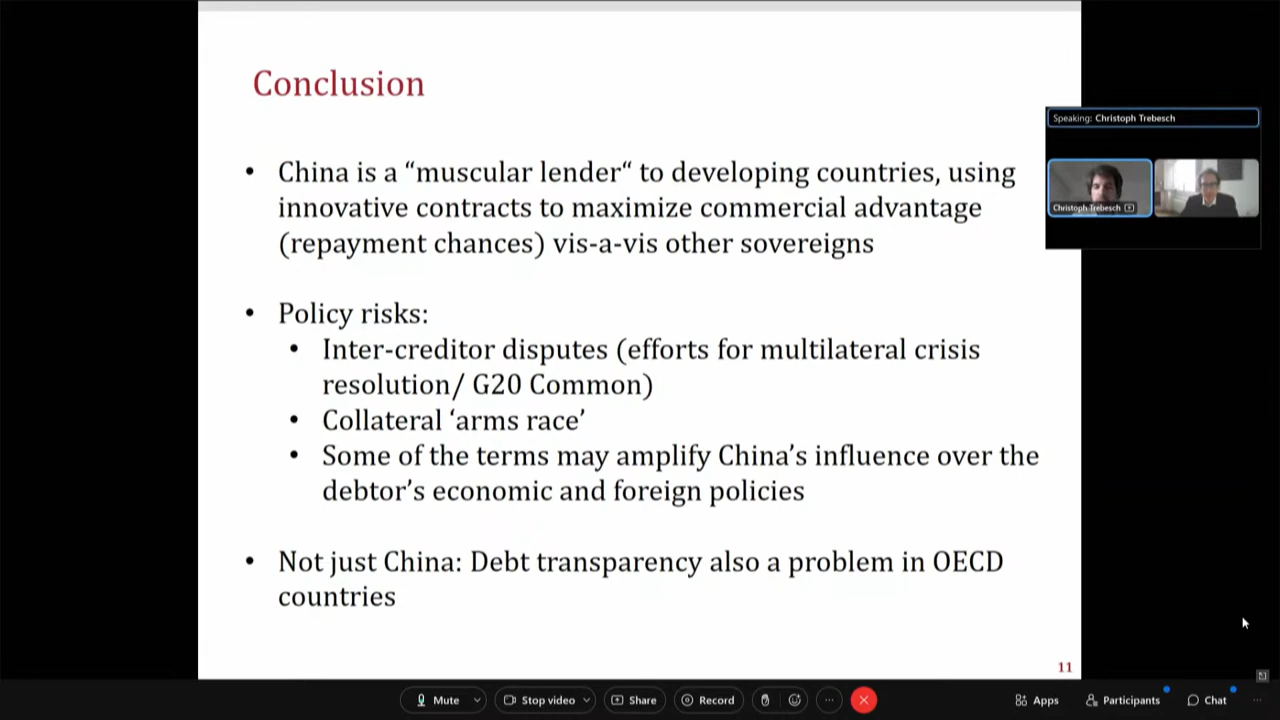 Conclusion
Speaking: Christoph Trebesch
Christoph Trebesch
• China is a “muscular lender“ to developing countries, using
innovative contracts to maximize commercial advantage
(repayment chances) vis-a-vis other sovereigns
• Policy risks:
• Inter-creditor disputes (efforts for multilateral crisis
resolution/ G20 Common)
• Collateral ‘arms race’
• Some of the terms may amplify China’s influence over the
debtor’s economic and foreign policies
• Not just China: Debt transparency also a problem in OECD
countries
11
Mute
Stop video
Share
Record
Apps
Participants
Chat